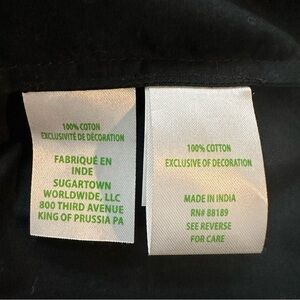 100% COTON
EXCLUSIVITÉ DE DÉCORATION
FABRIQUÉ EN
INDE
SUGARTOWN
WORLDWIDE, LLC
800 THIRD AVENUE
KING OF PRUSSIA PA
100% COTTON
EXCLUSIVE OF DECORATION
MADE IN INDIA
RN# 88189
SEE REVERSE
FOR CARE